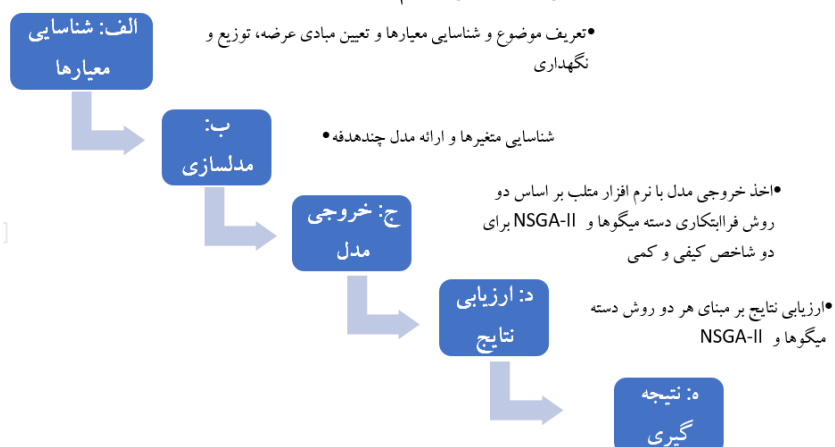 الف: شناسایی
معیارها
•تعریف موضوع و شناسایی معیارها و تعیین مبادی عرضه، توزیع و
نگهداری
ب:
مدلسازی
شناسایی متغیرها و ارائه مدل چندهدفه•
ج: خروجی
مدل
•اخذ خروجی مدل با نرم افزار متلب بر اساس دو
روش فراابتکاری دسته میگوها و NSGA-II برای
دو شاخص کیفی و کمی
د: ارزیابی
نتایج
•ارزیابی نتایج بر مبنای هر دو روش دسته
میگوها و NSGA-II
ه: نتیجه
گیری